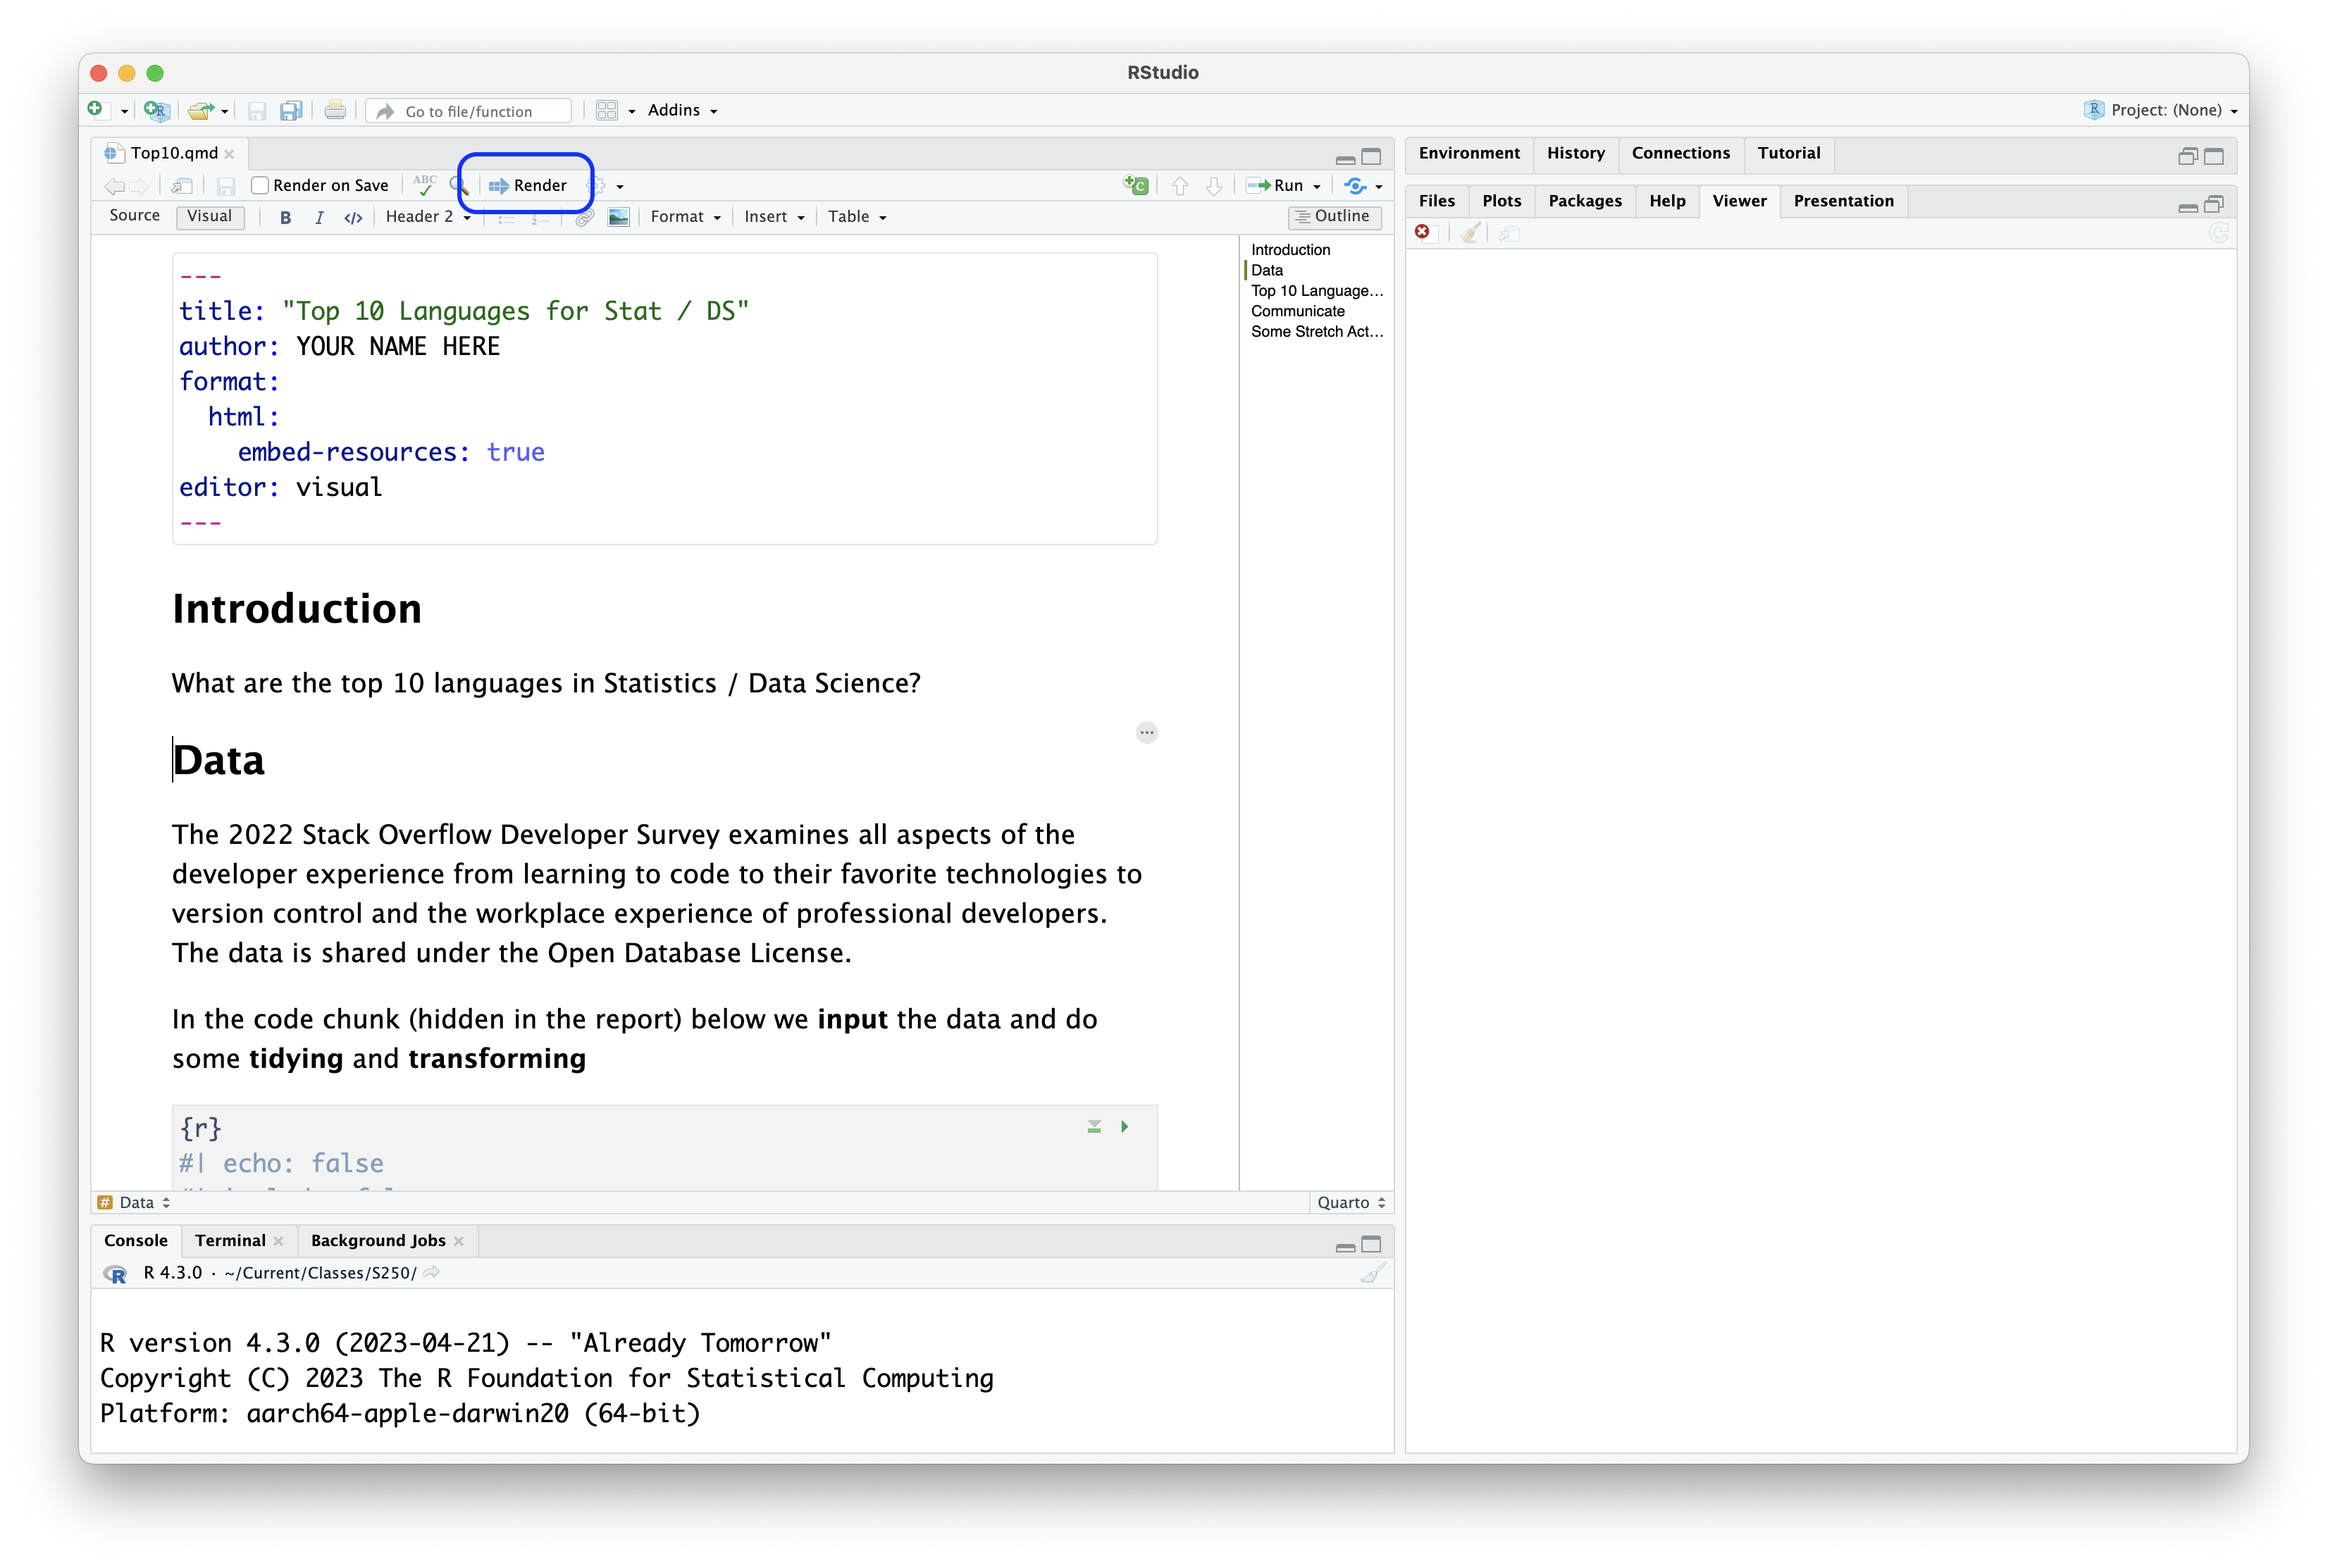 RStudio
Go to file/function
Addins
Project: (None)
Top10.qmd
Render on Save
ABC
Render
Run
Source
Visual
B
I
</>
Header 2
Format
Insert
Table
Outline
---
title: "Top 10 Languages for Stat / DS"
author: YOUR NAME HERE
format:
html:
embed-resources: true
editor: visual
---
Introduction
What are the top 10 languages in Statistics / Data Science?
Data
The 2022 Stack Overflow Developer Survey examines all aspects of the
developer experience from learning to code to their favorite technologies to
version control and the workplace experience of professional developers.
The data is shared under the Open Database License.
In the code chunk (hidden in the report) below we input the data and do
some tidying and transforming
{r}
#| echo: false
Introduction
Data
Top 10 Language...
Communicate
Some Stretch Act...
# Data
Quarto
Console
Terminal
Background Jobs
R 4.3.0 · ~/Current/Classes/S250/
R version 4.3.0 (2023-04-21) -- "Already Tomorrow"
Copyright (C) 2023 The R Foundation for Statistical Computing
Platform: aarch64-apple-darwin20 (64-bit)
Environment
History
Connections
Tutorial
Files
Plots
Packages
Help
Viewer
Presentation